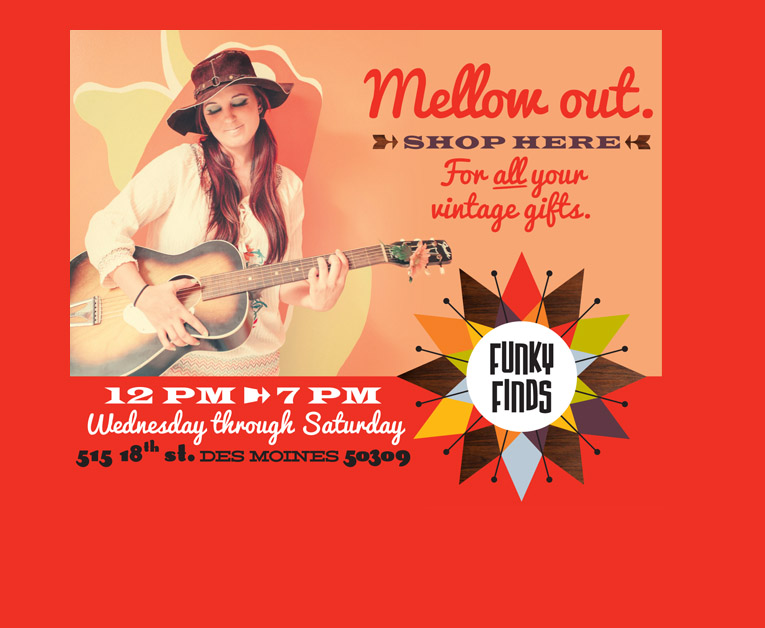 Mellow out.
SHOP HERE
For all your
vintage gifts.
FUNKY
FINDS
12 PM 7 PM
Wednesday through Saturday
515 18th st. DES MOINES 50309